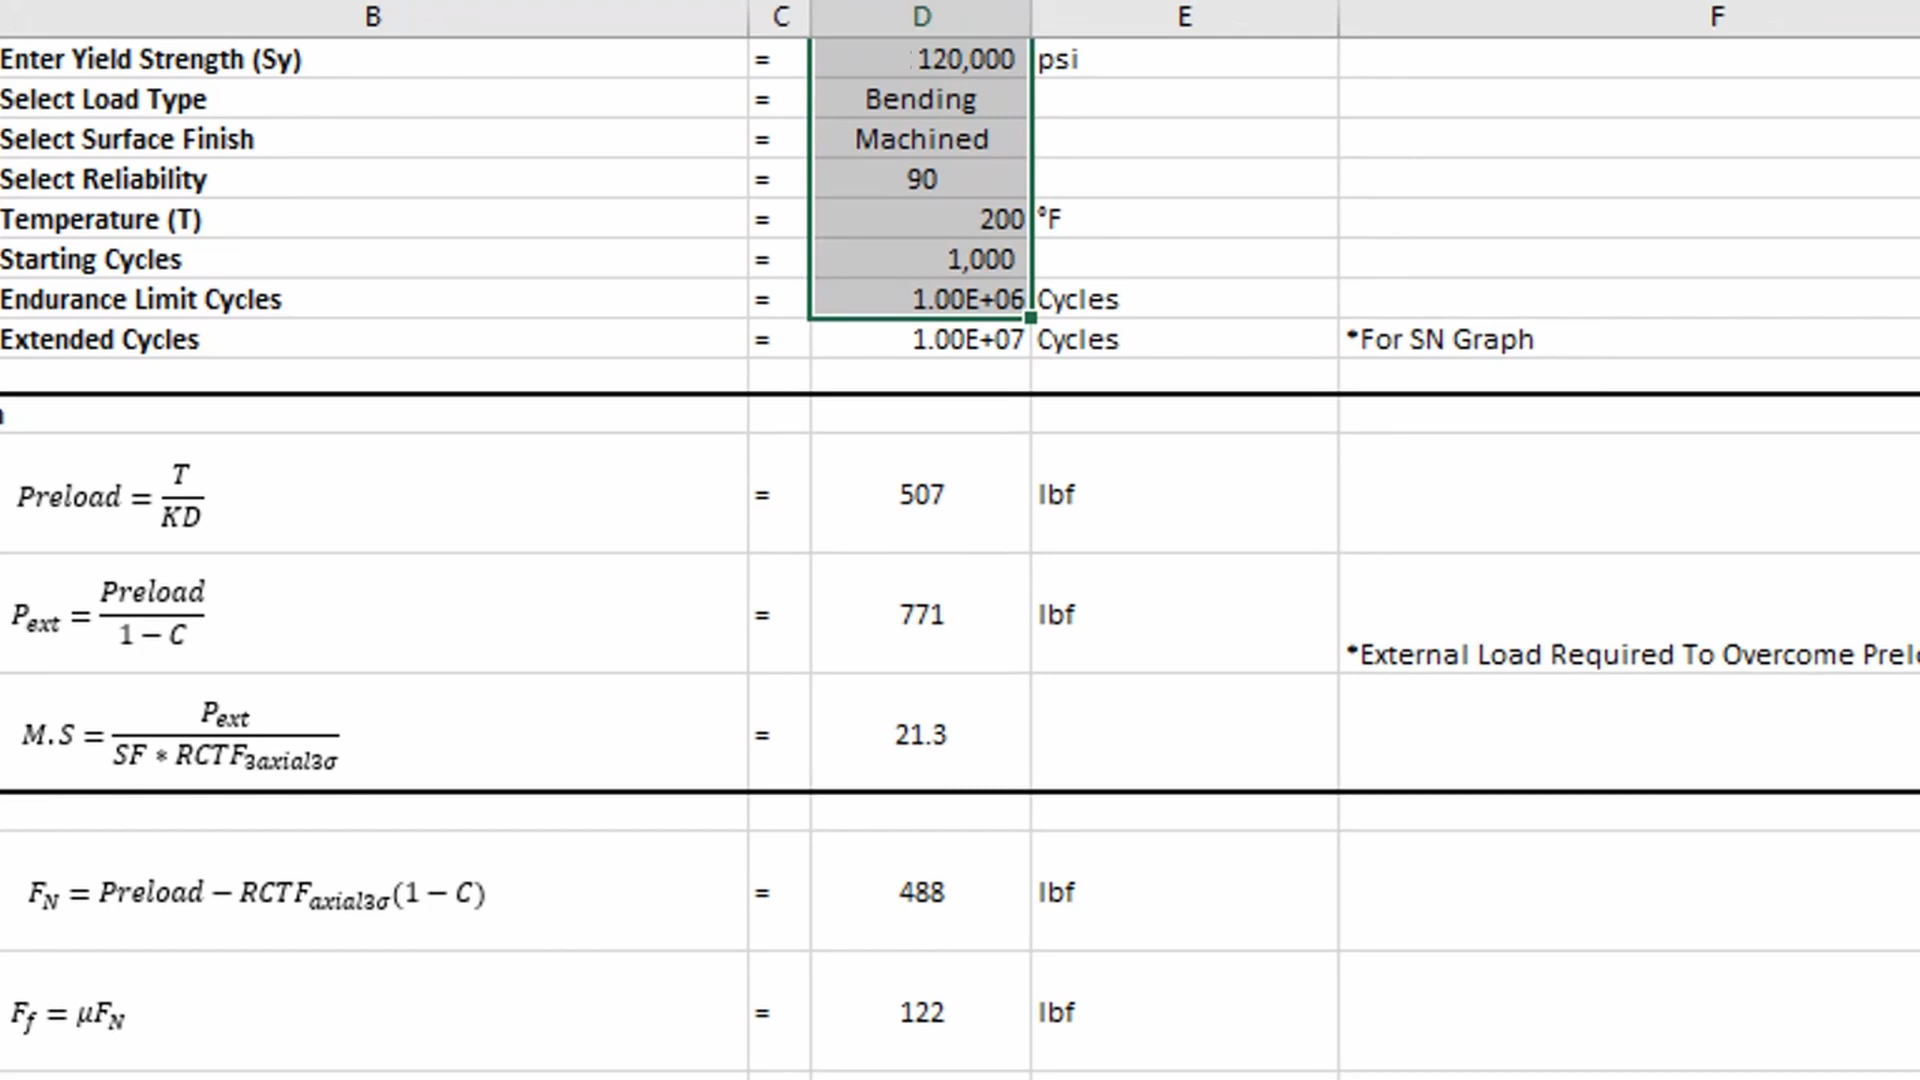 B C D E F
Enter Yield Strength (Sy) = 120,000 psi
Select Load Type = Bending
Select Surface Finish = Machined
Select Reliability = 90
Temperature (T) = 200 °F
Starting Cycles = 1,000
Endurance Limit Cycles = 1.00E+06 Cycles
Extended Cycles = 1.00E+07 Cycles *For SN Graph
Preload = T / KD = 507 lbf
P_ext = Preload / 1 − C = 771 lbf
*External Load Required To Overcome
M.S = P_ext / SF * RCTF_3axial3σ = 21.3
F_N = Preload − RCTF_axial3σ(1 − C) = 488 lbf
F_f = μF_N = 122 lbf